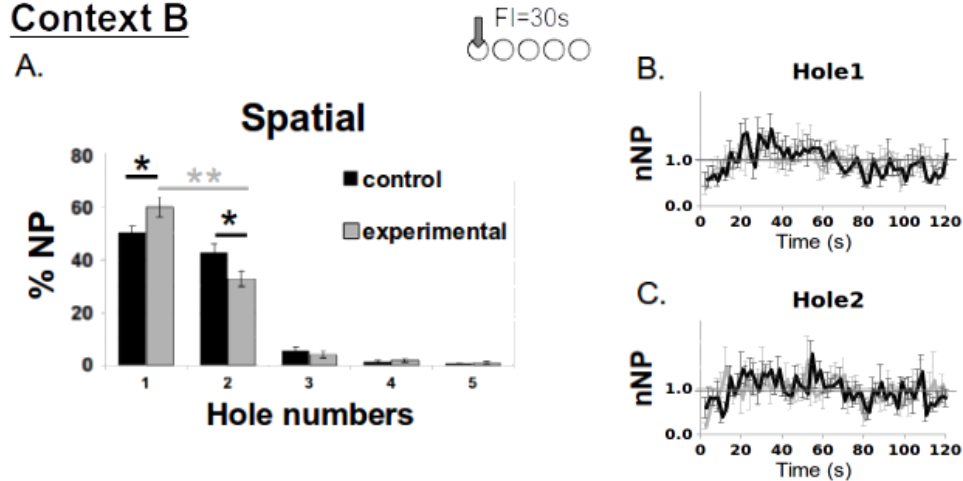 Context B
FI=30s
A.
Spatial
% NP
80
60
40
20
0
* ** *
control
experimental
1 2 3 4 5
Hole numbers
B.
Hole1
nNP
1.0
0.0
0 20 40 60 80 100 120
Time (s)
C.
Hole2
nNP
1.0
0.0
0 20 40 60 80 100 120
Time (s)